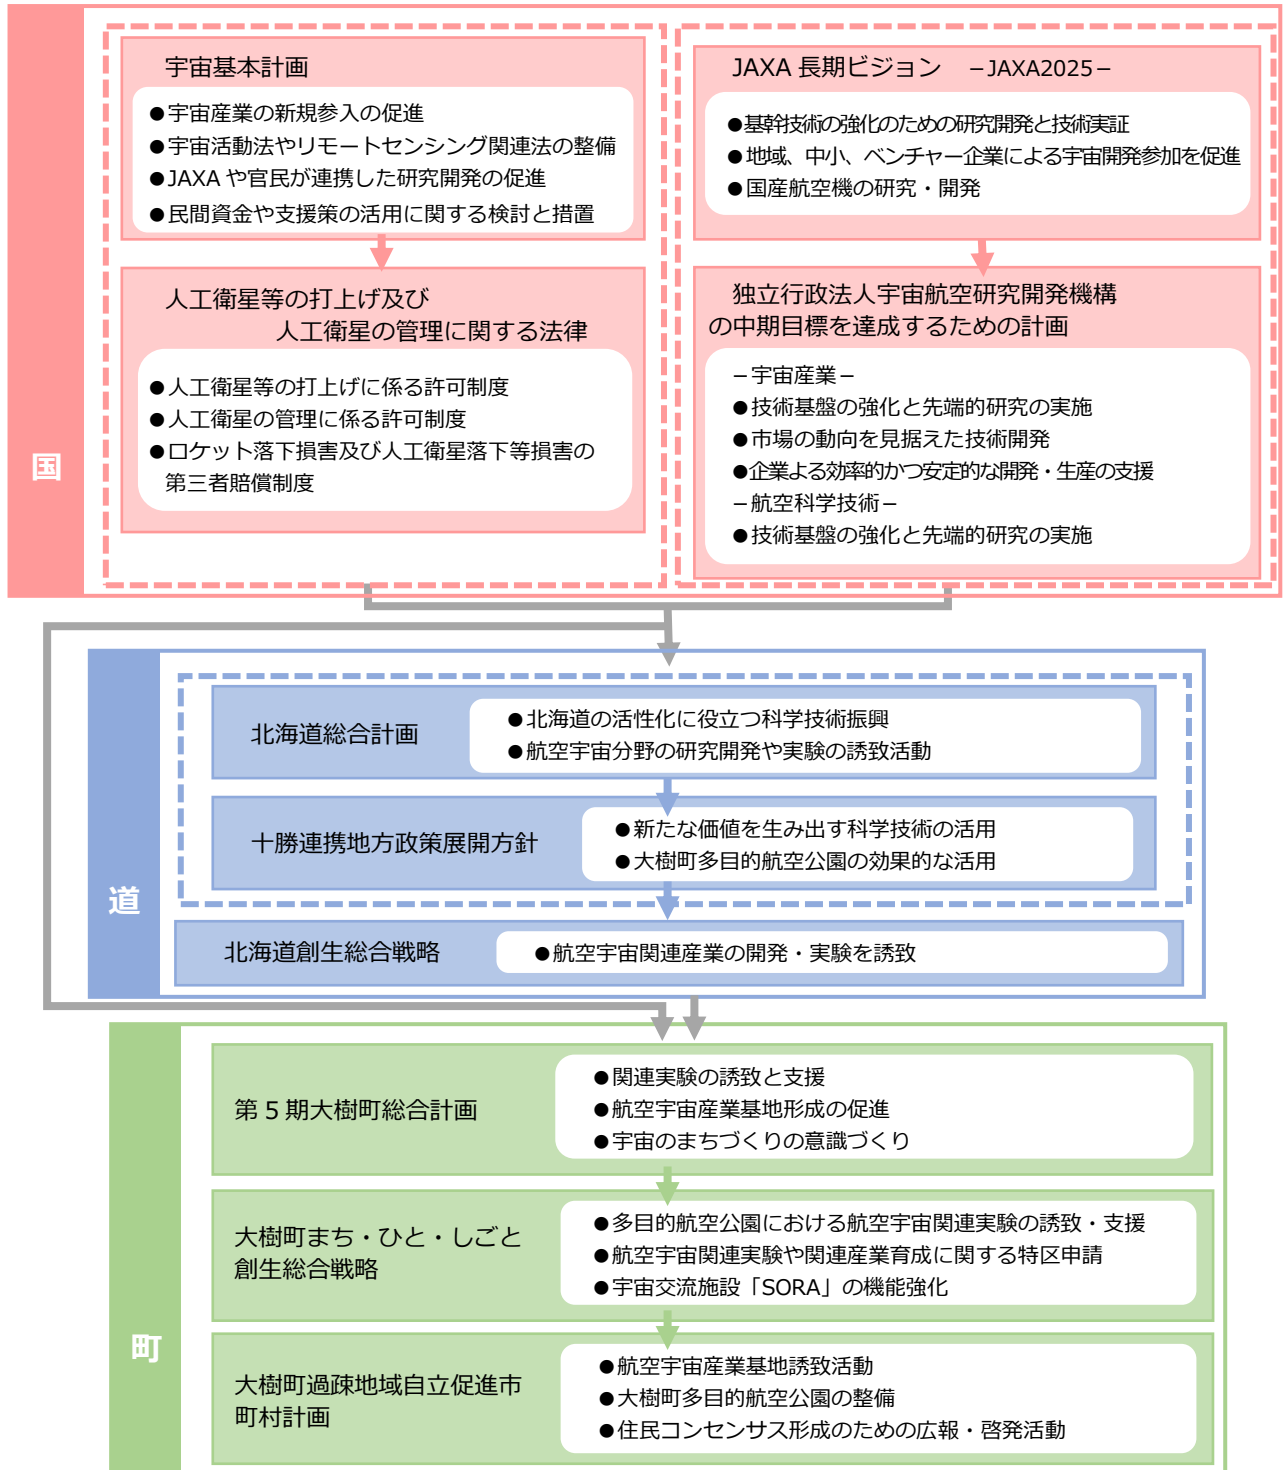 国
宇宙基本計画
●宇宙産業の新規参入の促進
●宇宙活動法やリモートセンシング関連法の整備
●JAXA や官民が連携した研究開発の促進
●民間資金や支援策の活用に関する検討と措置
人工衛星等の打上げ及び
人工衛星の管理に関する法律
●人工衛星等の打上げに係る許可制度
●人工衛星の管理に係る許可制度
●ロケット落下損害及び人工衛星落下等損害の
第三者賠償制度
JAXA 長期ビジョン －JAXA2025－
●基幹技術の強化のための研究開発と技術実証
●地域、中小、ベンチャー企業による宇宙開発参加を促進
●国産航空機の研究・開発
独立行政法人宇宙航空研究開発機構
の中期目標を達成するための計画
－宇宙産業－
●技術基盤の強化と先端的研究の実施
●市場の動向を見据えた技術開発
●企業よる効率的かつ安定的な開発・生産の支援
－航空科学技術－
●技術基盤の強化と先端的研究の実施
道
北海道総合計画
●北海道の活性化に役立つ科学技術振興
●航空宇宙分野の研究開発や実験の誘致活動
十勝連携地方政策展開方針
●新たな価値を生み出す科学技術の活用
●大樹町多目的航空公園の効果的な活用
北海道創生総合戦略
●航空宇宙関連産業の開発・実験を誘致
町
第 5 期大樹町総合計画
●関連実験の誘致と支援
●航空宇宙産業基地形成の促進
●宇宙のまちづくりの意識づくり
大樹町まち・ひと・しごと
創生総合戦略
●多目的航空公園における航空宇宙関連実験の誘致・支援
●航空宇宙関連実験や関連産業育成に関する特区申請
●宇宙交流施設「SORA」の機能強化
大樹町過疎地域自立促進市
町村計画
●航空宇宙産業基地誘致活動
●大樹町多目的航空公園の整備
●住民コンセンサス形成のための広報・啓発活動